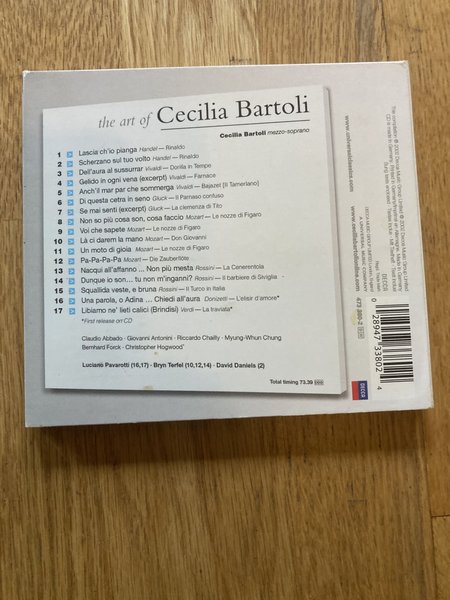 the art of Cecilia Bartoli
Cecilia Bartoli mezzo-soprano
1 Lascia ch'io pianga Handel — Rinaldo
2 Scherzano sul tuo volto Handel — Rinaldo
3 Dell'aura al sussurrar Vivaldi — Dorilla in Tempe
4 Gelido in ogni vena (excerpt) Vivaldi — Farnace
5 Anch'il mar par che sommerga Vivaldi — Bajazet [Il Tamerlano]
6 Di questa cetra in seno Gluck — Il Parnaso confuso
7 Se mai senti (excerpt) Gluck — La clemenza di Tito
8 Non so più cosa son, cosa faccio Mozart — Le nozze di Figaro
9 Voi che sapete Mozart — Le nozze di Figaro
10 Là ci darem la mano Mozart — Don Giovanni
11 Un moto di gioia Mozart — Le nozze di Figaro
12 Pa-Pa-Pa-Pa Mozart — Die Zauberflöte
13 Nacqui all'affanno ... Non più mesta Rossini — La Cenerentola
14 Dunque io son... tu non m'inganni? Rossini — Il barbiere di Siviglia
15 Squallida veste, e bruna Rossini — Il Turco in Italia
16 Una parola, o Adina ... Chiedi all'aura Donizetti — L'elisir d'amore*
17 Libiamo ne' lieti calici (Brindisi) Verdi — La traviata*
*First release on CD
Claudio Abbado · Giovanni Antonini · Riccardo Chailly · Myung-Whun Chung
Bernhard Forck · Christopher Hogwood
Luciano Pavarotti (16,17) · Bryn Terfel (10,12,14) · David Daniels (2)
Total timing 73.39 DDD
www.universalclassics.com
www.ceciliabartolionline.com
A UNIVERSAL MUSIC COMPANY
DECCA
473 380-2
0 28947 33802 4
DECCA